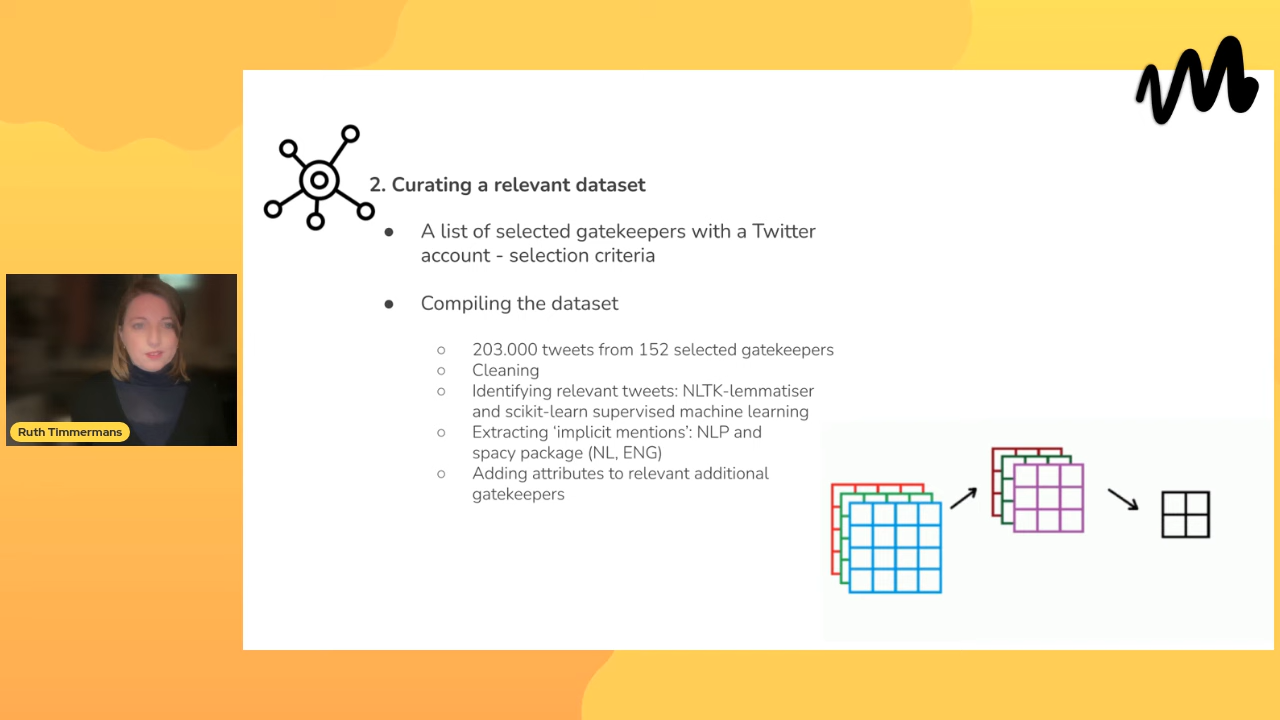 2. Curating a relevant dataset
● A list of selected gatekeepers with a Twitter
account - selection criteria
● Compiling the dataset
○ 203.000 tweets from 152 selected gatekeepers
○ Cleaning
○ Identifying relevant tweets: NLTK-lemmatiser
and scikit-learn supervised machine learning
○ Extracting ‘implicit mentions’: NLP and
spacy package (NL, ENG)
○ Adding attributes to relevant additional
gatekeepers
Ruth Timmermans